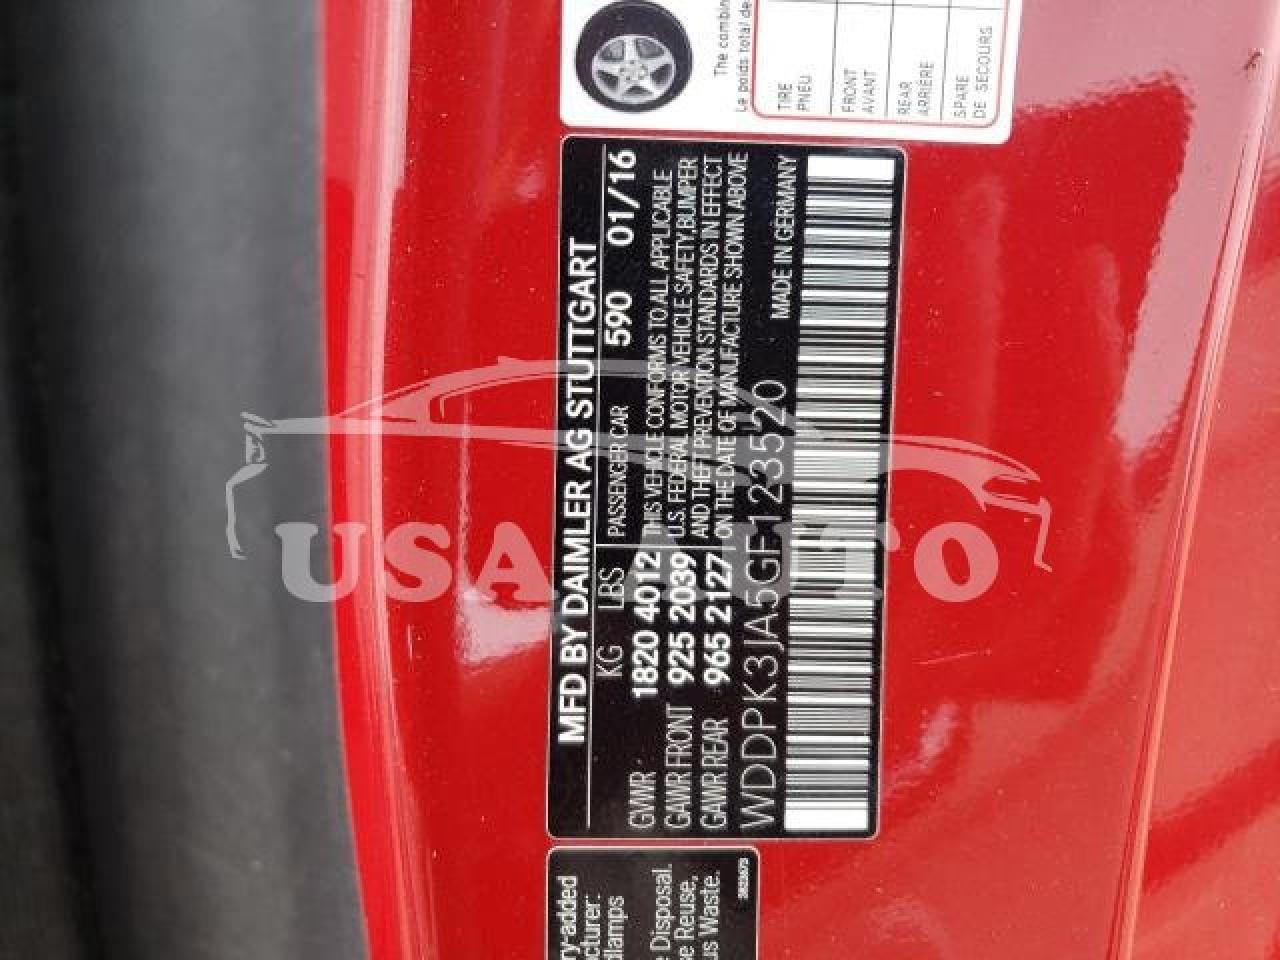 The combin
Le poids total de
TIRE
PNEU
FRONT
AVANT
REAR
ARRIÈRE
SPARE
DE SECOURS
MFD BY DAIMLER AG STUTTGART
KG LBS PASSENGER CAR 590 01/16
GVWR 1820 4012 THIS VEHICLE CONFORMS TO ALL APPLICABLE
GAWR FRONT 925 2039 U.S. FEDERAL MOTOR VEHICLE SAFETY,BUMPER
GAWR REAR 965 2127 AND THEFT PREVENTION STANDARDS IN EFFECT
ON THE DATE OF MANUFACTURE SHOWN ABOVE
WDDPK3JA5GF123520 MADE IN GERMANY
ry-added
cturer.
dlamps
e Disposal.
se Reuse,
us Waste.
USA AUTO